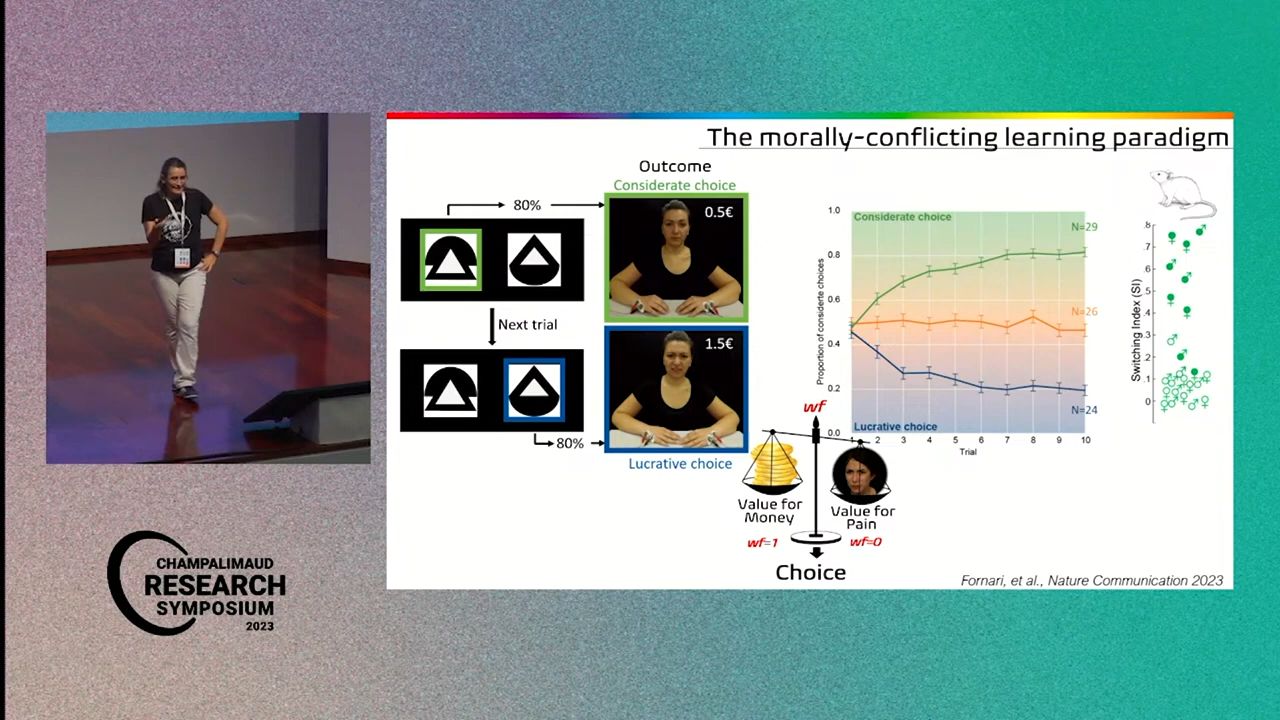 The morally-conflicting learning paradigm
Outcome
Considerate choice
80%
0.5€
Next trial
1.5€
80%
Lucrative choice
1.0
0.8
0.6
0.4
0.2
0.0
Proportion of considerte choices
Considerate choice
N=29
N=26
N=24
Lucrative choice
1 2 3 4 5 6 7 8 9 10
Trial
wf
Value for
Money
Value for
Pain
wf=1
wf=0
Choice
.8
.7
.6
.5
.4
.3
.2
.1
0
Switching Index (SI)
Fornari, et al., Nature Communication 2023
CHAMPALIMAUD
RESEARCH
SYMPOSIUM
2023